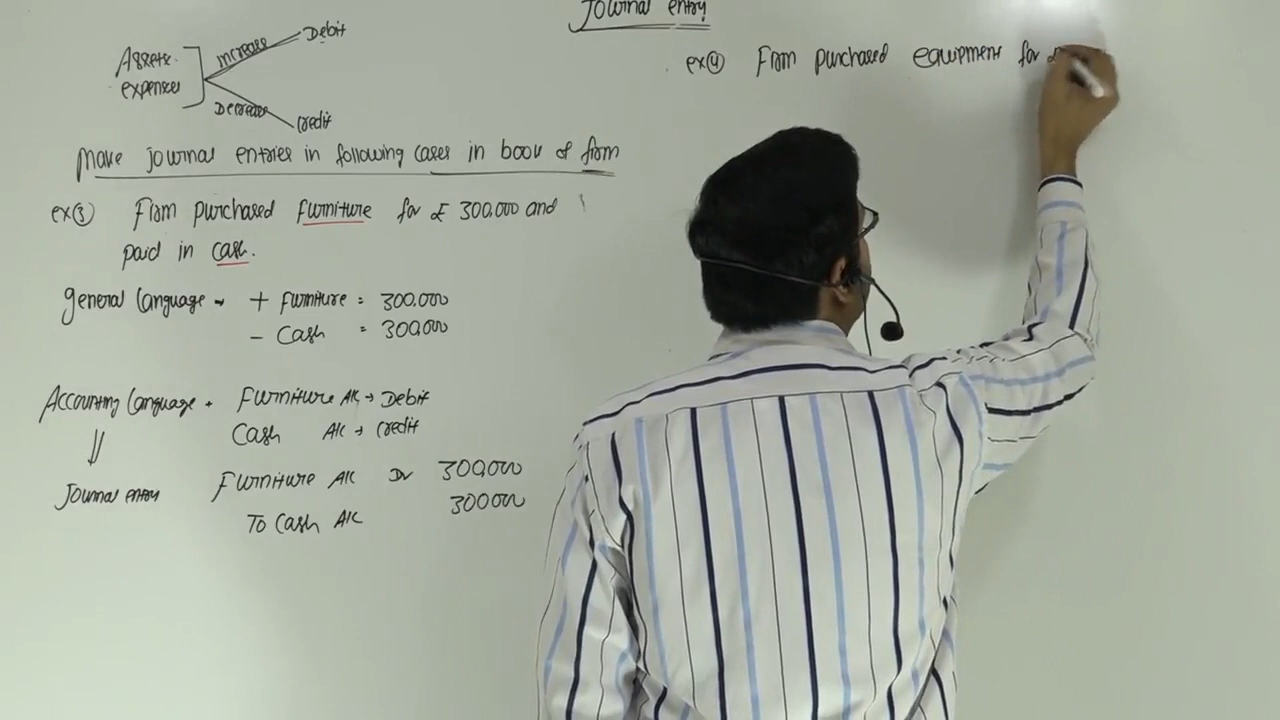 Journal entry
Assets.
expenses
increase
Debit
Decrease
credit
Make journal entries in following cases in book of firm
ex③ Firm purchased furniture for £ 300,000 and
paid in cash.
general language → + furniture = 300,000
- Cash = 300,000
Accounting language → Furniture A/c → Debit
Cash A/c → credit
Journal entry Furniture A/c Dr 300,000
To Cash A/c 300,000
ex④ Firm purchased equipment for £